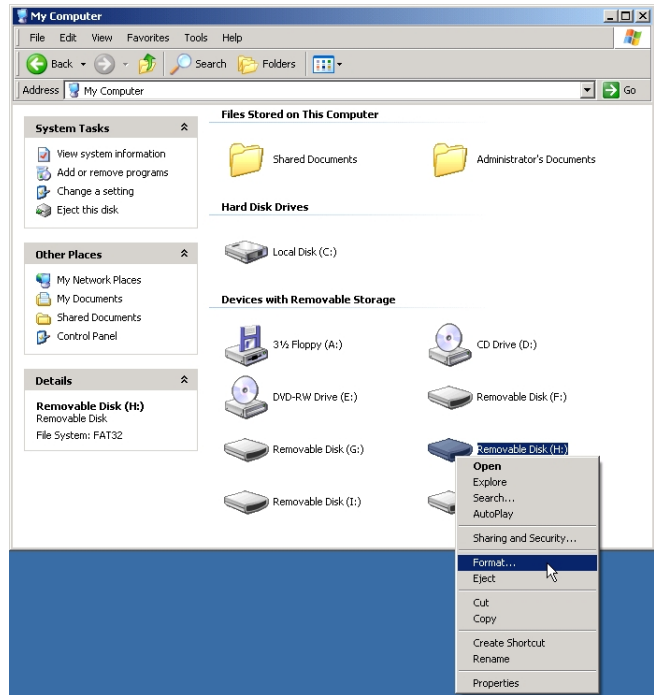 My Computer
File Edit View Favorites Tools Help
Back Search Folders
Address My Computer Go
System Tasks
View system information
Add or remove programs
Change a setting
Eject this disk
Other Places
My Network Places
My Documents
Shared Documents
Control Panel
Details
Removable Disk (H:)
Removable Disk
File System: FAT32
Files Stored on This Computer
Shared Documents
Administrator's Documents
Hard Disk Drives
Local Disk (C:)
Devices with Removable Storage
3½ Floppy (A:)
CD Drive (D:)
DVD-RW Drive (E:)
Removable Disk (F:)
Removable Disk (G:)
Removable Disk (H:)
Removable Disk (I:)
Open
Explore
Search...
AutoPlay
Sharing and Security...
Format...
Eject
Cut
Copy
Create Shortcut
Rename
Properties